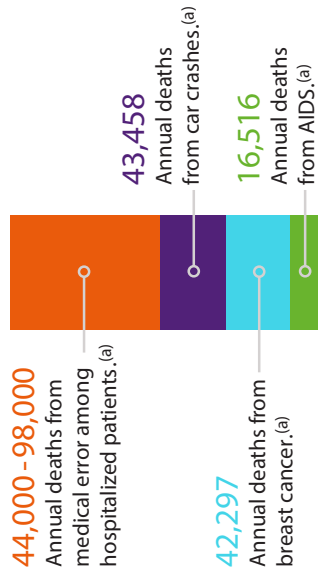 44,000-98,000
Annual deaths from
medical error among
hospitalized patients.(a)
43,458
Annual deaths
from car crashes.(a)
42,297
Annual deaths from
breast cancer.(a)
16,516
Annual deaths
from AIDS.(a)